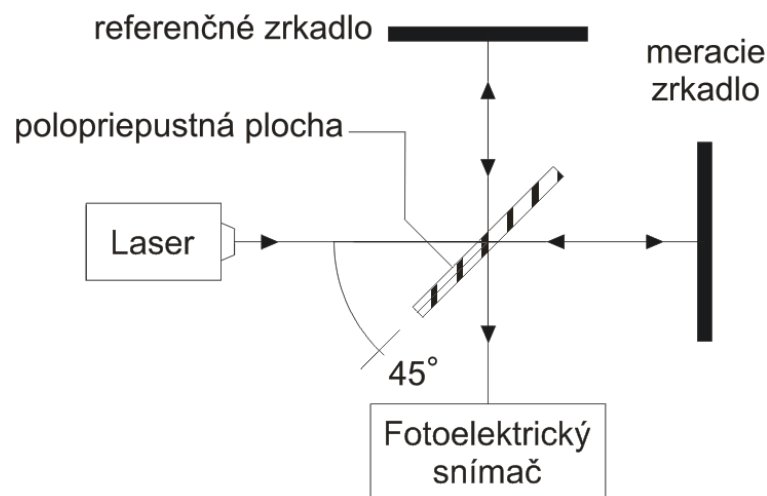 referenčné zrkadlo
meracie
zrkadlo
polopriepustná plocha
Laser
45°
Fotoelektrický
snímač